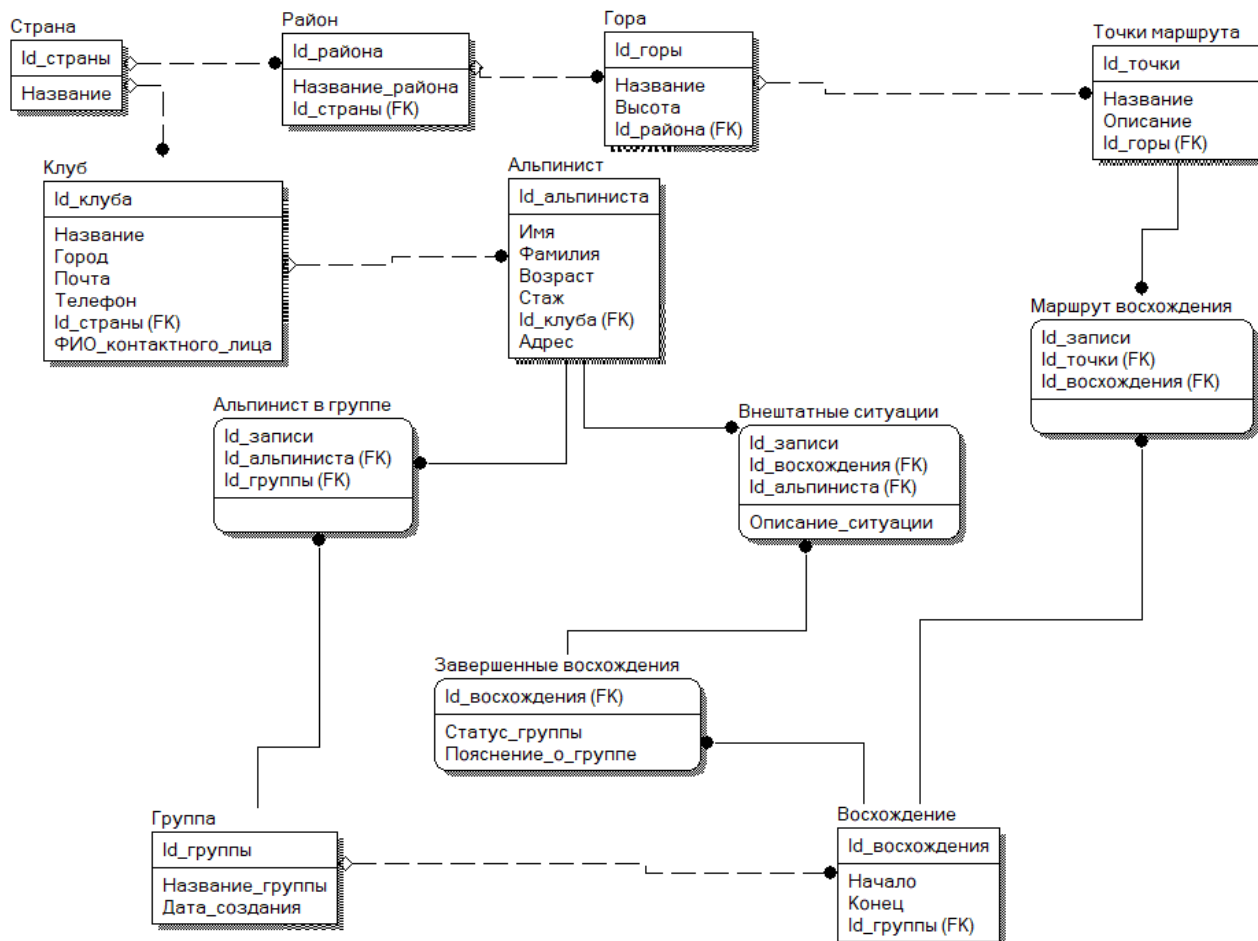 Страна
Id_страны
Название
Район
Id_района
Название_района
Id_страны (FK)
Гора
Id_горы
Название
Высота
Id_района (FK)
Точки маршрута
Id_точки
Название
Описание
Id_горы (FK)
Клуб
Id_клуба
Название
Город
Почта
Телефон
Id_страны (FK)
ФИО_контактного_лица
Альпинист
Id_альпиниста
Имя
Фамилия
Возраст
Стаж
Id_клуба (FK)
Адрес
Маршрут восхождения
Id_записи
Id_точки (FK)
Id_восхождения (FK)
Альпинист в группе
Id_записи
Id_альпиниста (FK)
Id_группы (FK)
Внештатные ситуации
Id_записи
Id_восхождения (FK)
Id_альпиниста (FK)
Описание_ситуации
Завершенные восхождения
Id_восхождения (FK)
Статус_группы
Пояснение_о_группе
Группа
Id_группы
Название_группы
Дата_создания
Восхождение
Id_восхождения
Начало
Конец
Id_группы (FK)